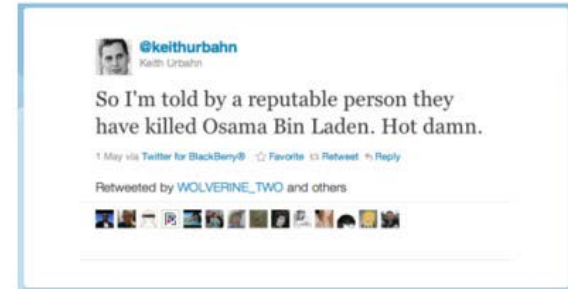 @keithurbahn
Keith Urbahn
So I'm told by a reputable person they
have killed Osama Bin Laden. Hot damn.
1 May via Twitter for BlackBerry® Favorite Retweet Reply
Retweeted by WOLVERINE_TWO and others